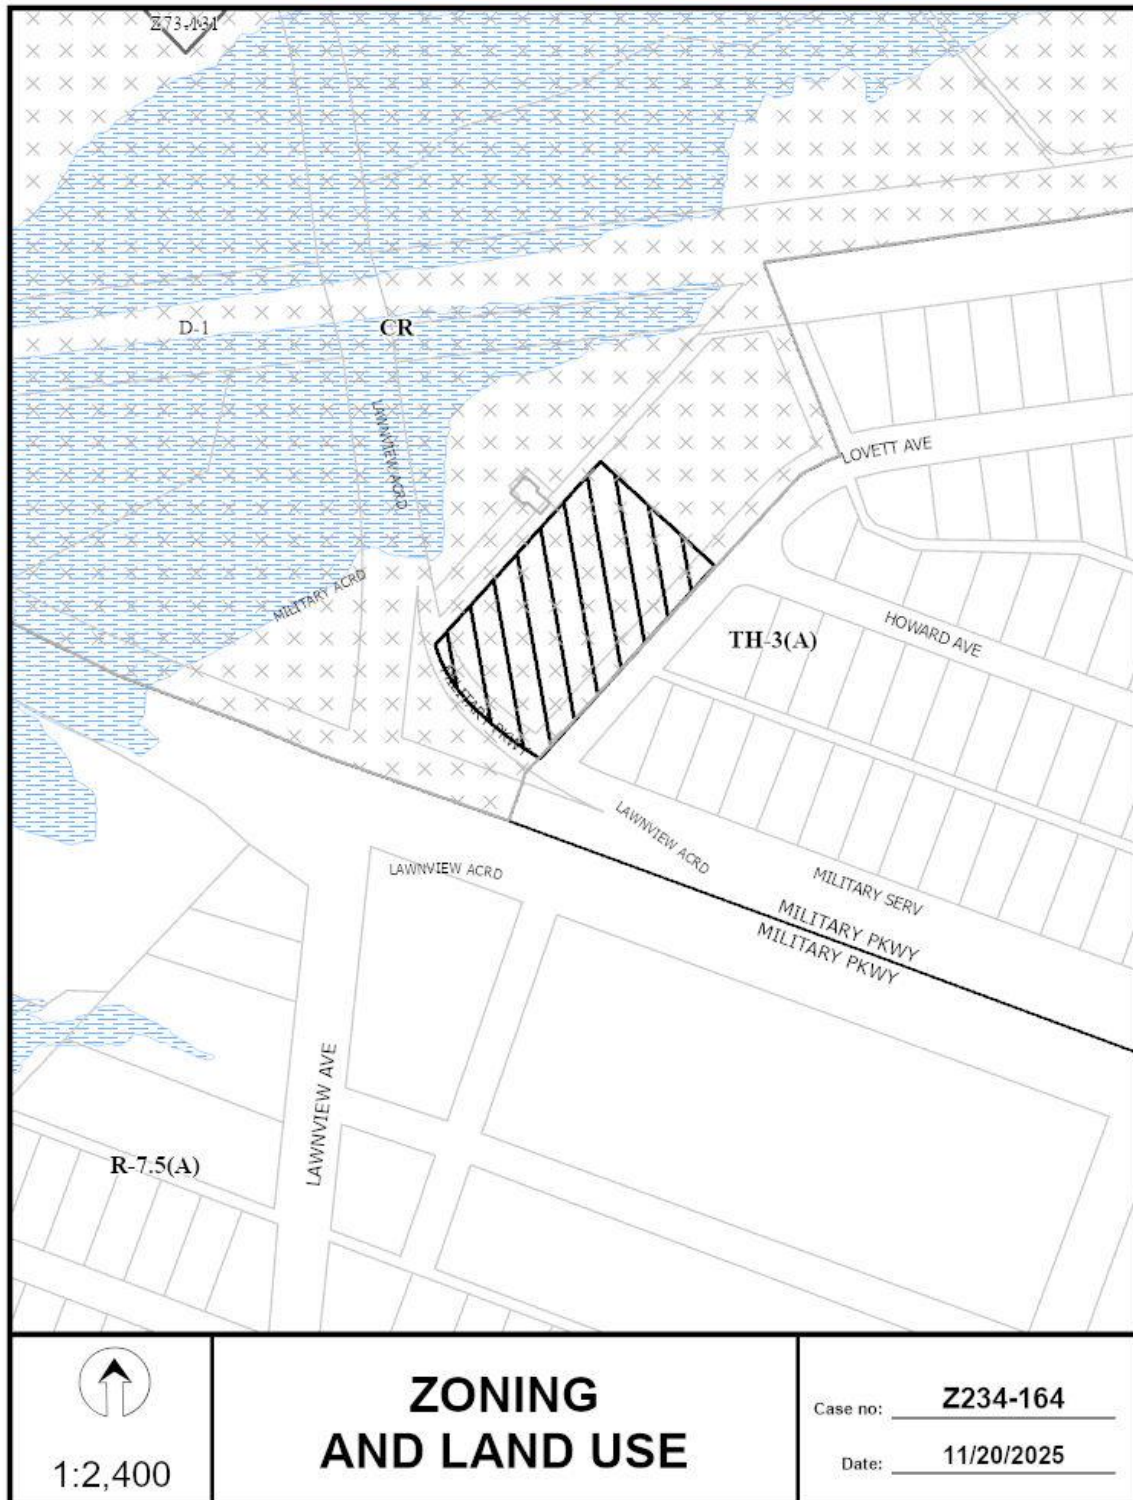 Z73-131
D-1
CR
LAWNVIEW ACRD
LOVETT AVE
MILITARY ACRD
HOWARD AVE
TH-3(A)
MILITARY PKWY
LAWNVIEW ACRD
LAWNVIEW ACRD
MILITARY SERV
MILITARY PKWY
MILITARY PKWY
LAWNVIEW AVE
R-7.5(A)
1:2,400
ZONING
AND LAND USE
Case no: Z234-164
Date: 11/20/2025